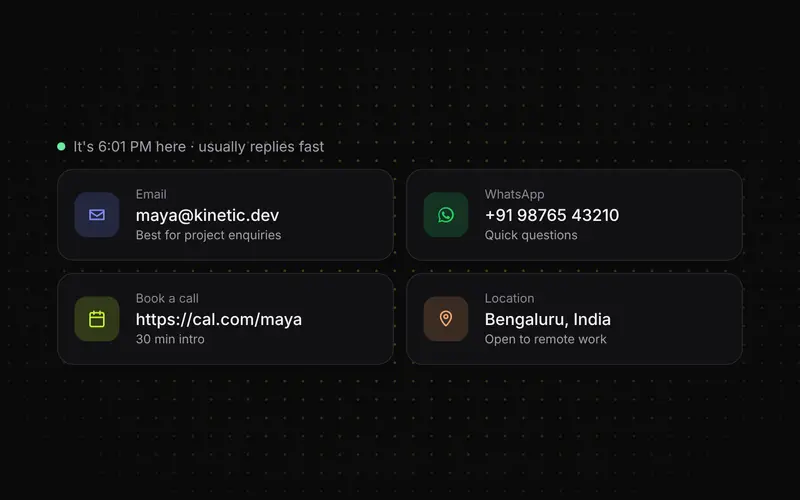 It's 6:01 PM here · usually replies fast
Email
maya@kinetic.dev
Best for project enquiries
WhatsApp
+91 98765 43210
Quick questions
Book a call
https://cal.com/maya
30 min intro
Location
Bengaluru, India
Open to remote work